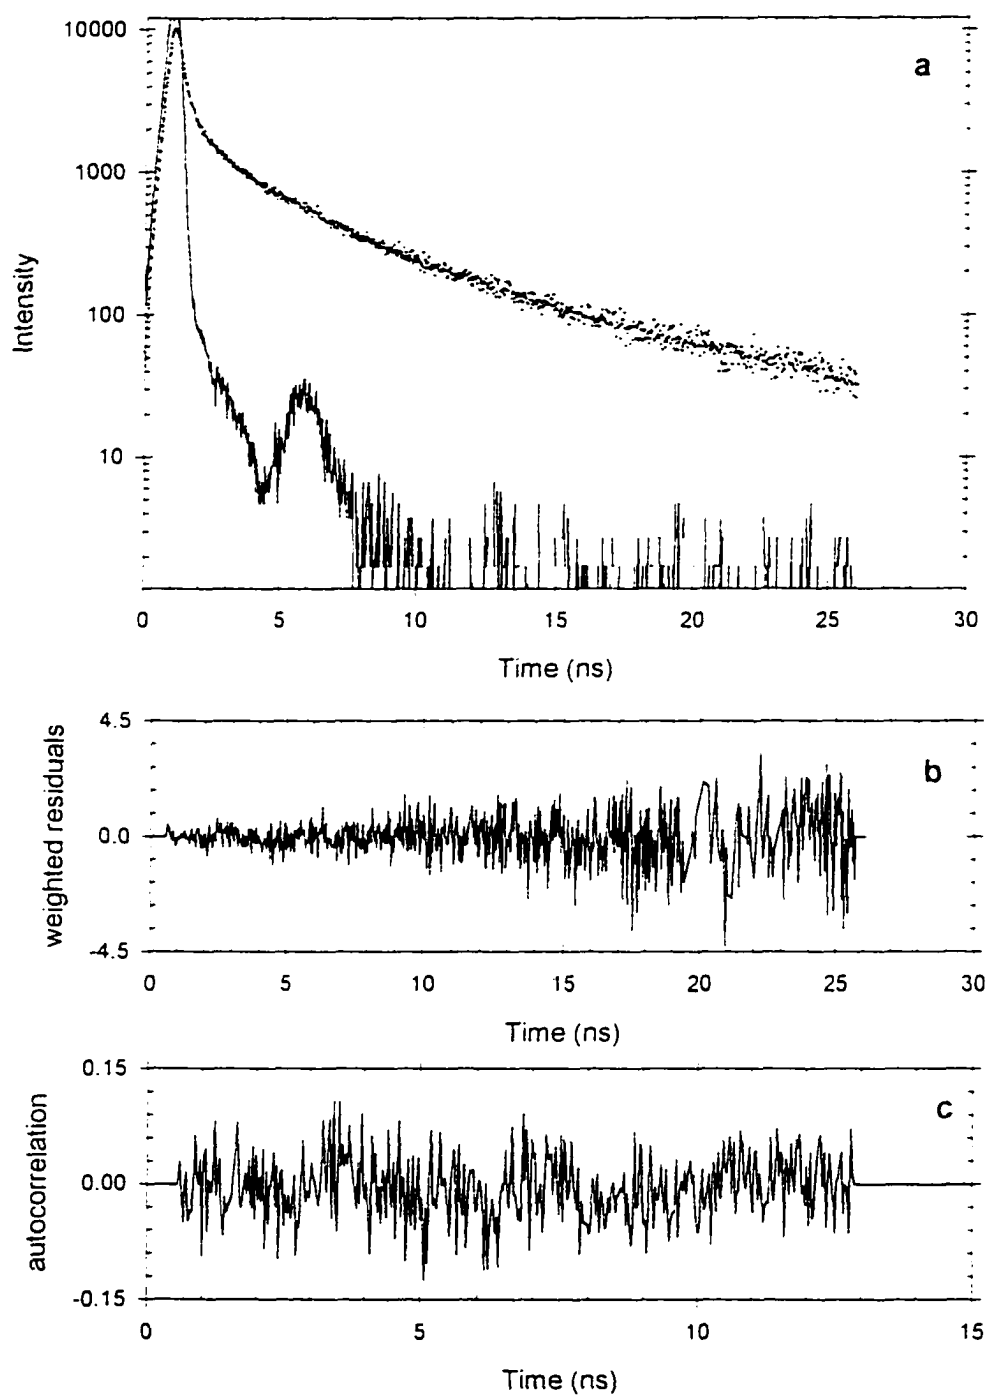 10000
1000
100
10
Intensity
a
0 5 10 15 20 25 30
Time (ns)
4.5
0.0
-4.5
weighted residuals
b
0 5 10 15 20 25 30
Time (ns)
0.15
0.00
-0.15
autocorrelation
c
0 5 10 15
Time (ns)